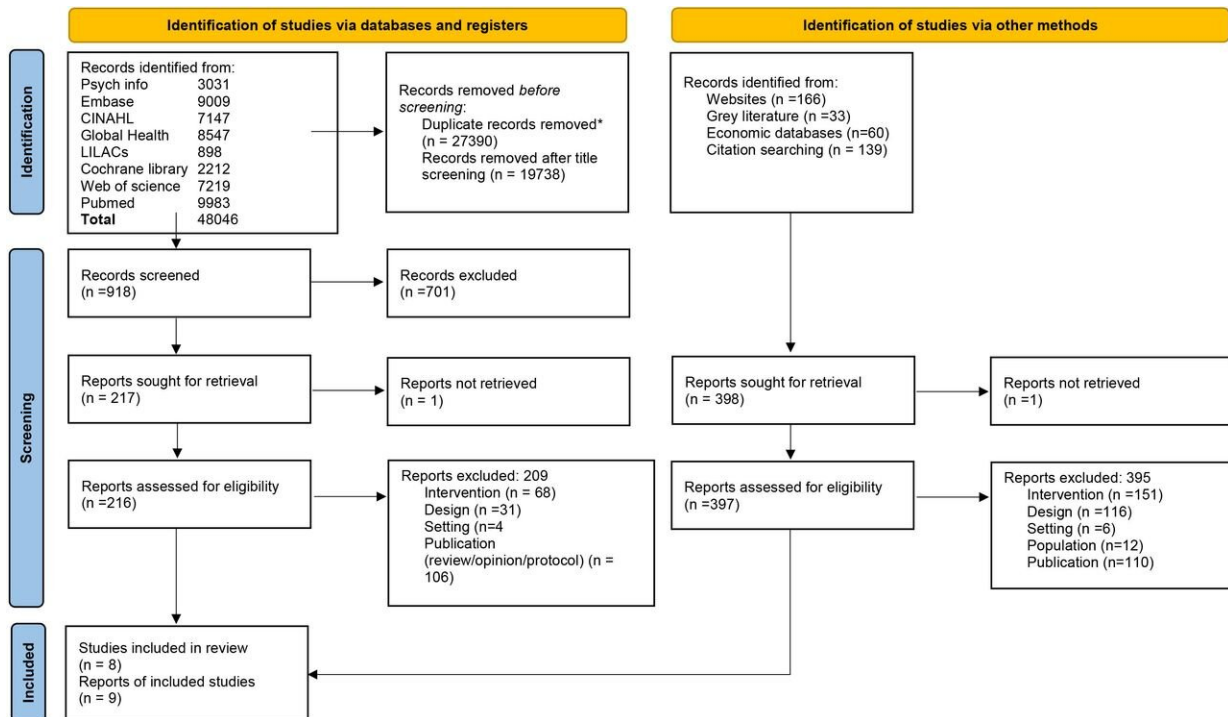 Identification of studies via databases and registers
Identification of studies via other methods
Identification
Records identified from:
Psych info 3031
Embase 9009
CINAHL 7147
Global Health 8547
LILACs 898
Cochrane library 2212
Web of science 7219
Pubmed 9983
Total 48046
Records removed before
screening:
Duplicate records removed*
(n = 27390)
Records removed after title
screening (n = 19738)
Records identified from:
Websites (n =166)
Grey literature (n =33)
Economic databases (n=60)
Citation searching (n = 139)
Screening
Records screened
(n =918)
Records excluded
(n =701)
Reports sought for retrieval
(n = 217)
Reports not retrieved
(n = 1)
Reports sought for retrieval
(n = 398)
Reports not retrieved
(n =1)
Reports assessed for eligibility
(n =216)
Reports excluded: 209
Intervention (n = 68)
Design (n =31)
Setting (n=4
Publication
(review/opinion/protocol) (n =
106)
Reports assessed for eligibility
(n =397)
Reports excluded: 395
Intervention (n =151)
Design (n =116)
Setting (n =6)
Population (n=12)
Publication (n=110)
Included
Studies included in review
(n = 8)
Reports of included studies
(n = 9)